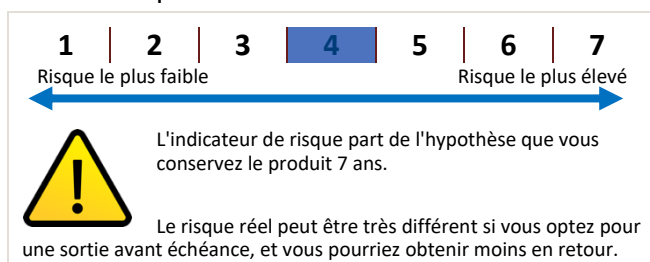 1 2 3 4 5 6 7
Risque le plus faible Risque le plus élevé
L'indicateur de risque part de l'hypothèse que vous
conservez le produit 7 ans.
Le risque réel peut être très différent si vous optez pour
une sortie avant échéance, et vous pourriez obtenir moins en retour.